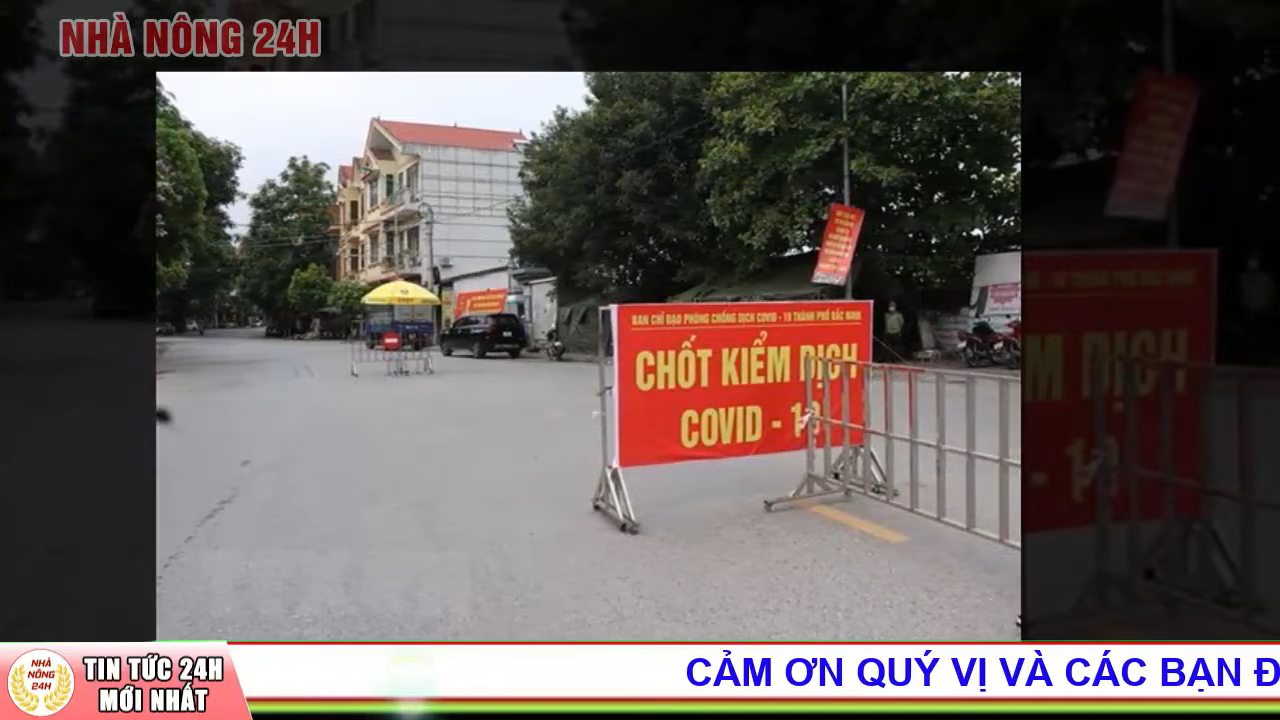 NHÀ NÔNG 24H
BAN CHỈ ĐẠO PHÒNG CHỐNG DỊCH COVID - 19 THÀNH PHỐ BẮC NINH
CHỐT KIỂM DỊCH
COVID - 19
NHÀ
NÔNG
24H
TIN TỨC 24H
MỚI NHẤT
CẢM ƠN QUÝ VỊ VÀ CÁC BẠN Đ